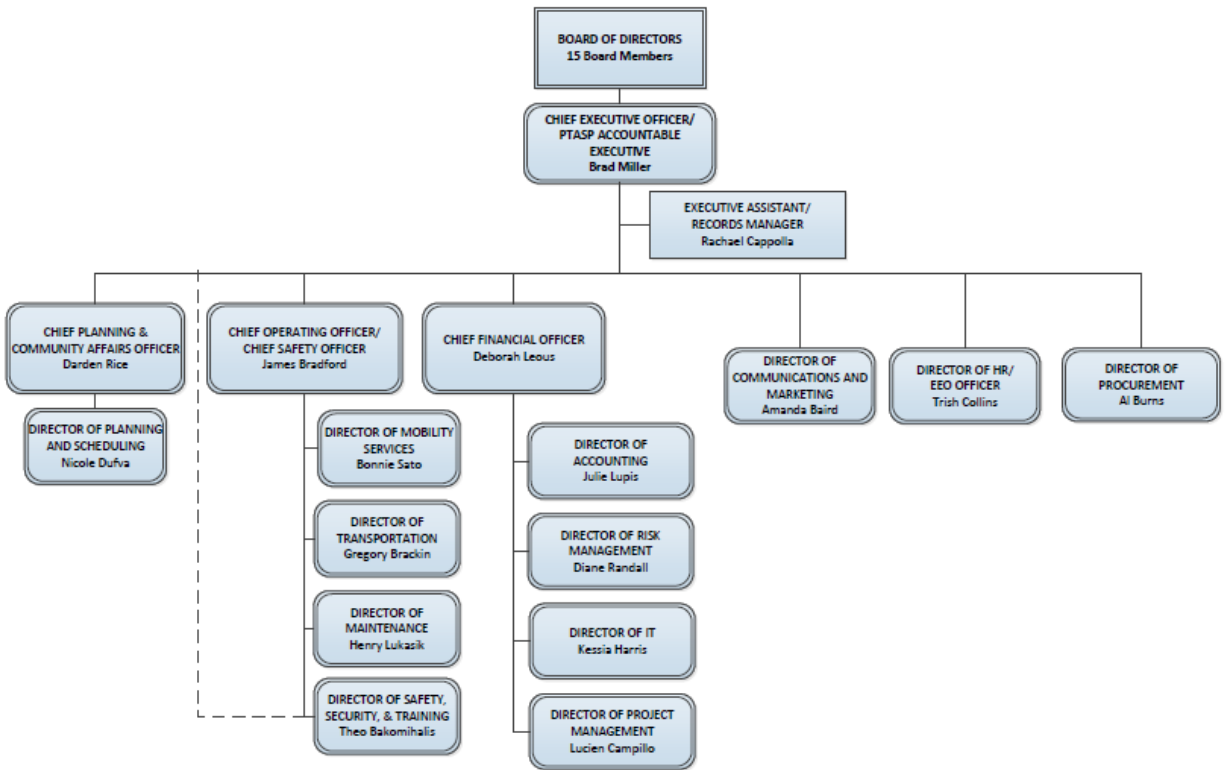 BOARD OF DIRECTORS
15 Board Members
CHIEF EXECUTIVE OFFICER/
PTASP ACCOUNTABLE
EXECUTIVE
Brad Miller
EXECUTIVE ASSISTANT/
RECORDS MANAGER
Rachael Cappolla
CHIEF PLANNING &
COMMUNITY AFFAIRS OFFICER
Darden Rice
CHIEF OPERATING OFFICER/
CHIEF SAFETY OFFICER
James Bradford
CHIEF FINANCIAL OFFICER
Deborah Leous
DIRECTOR OF
COMMUNICATIONS AND
MARKETING
Amanda Baird
DIRECTOR OF HR/
EEO OFFICER
Trish Collins
DIRECTOR OF
PROCUREMENT
Al Burns
DIRECTOR OF PLANNING
AND SCHEDULING
Nicole Dufva
DIRECTOR OF MOBILITY
SERVICES
Bonnie Sato
DIRECTOR OF
TRANSPORTATION
Gregory Brackin
DIRECTOR OF
MAINTENANCE
Henry Lukasik
DIRECTOR OF SAFETY,
SECURITY, & TRAINING
Theo Bakomihalis
DIRECTOR OF
ACCOUNTING
Julie Lupis
DIRECTOR OF RISK
MANAGEMENT
Diane Randall
DIRECTOR OF IT
Kessia Harris
DIRECTOR OF PROJECT
MANAGEMENT
Lucien Campillo